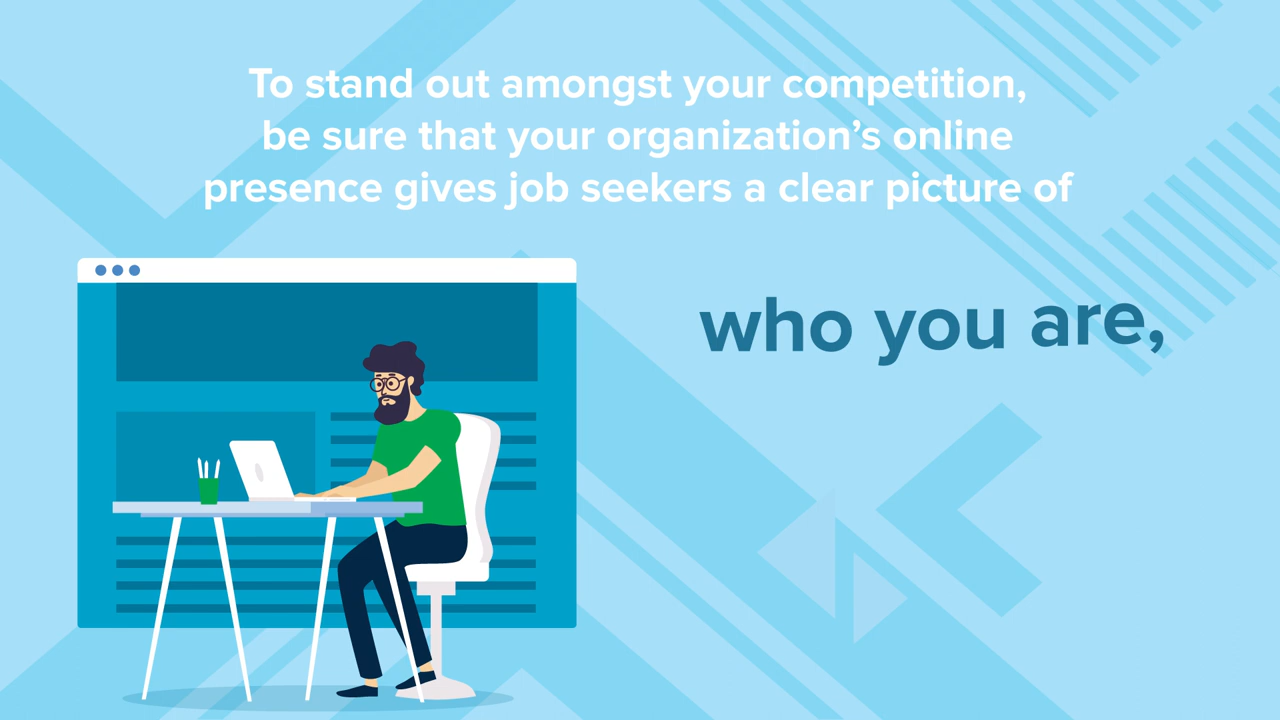 To stand out amongst your competition,
be sure that your organization’s online
presence gives job seekers a clear picture of
who you are,